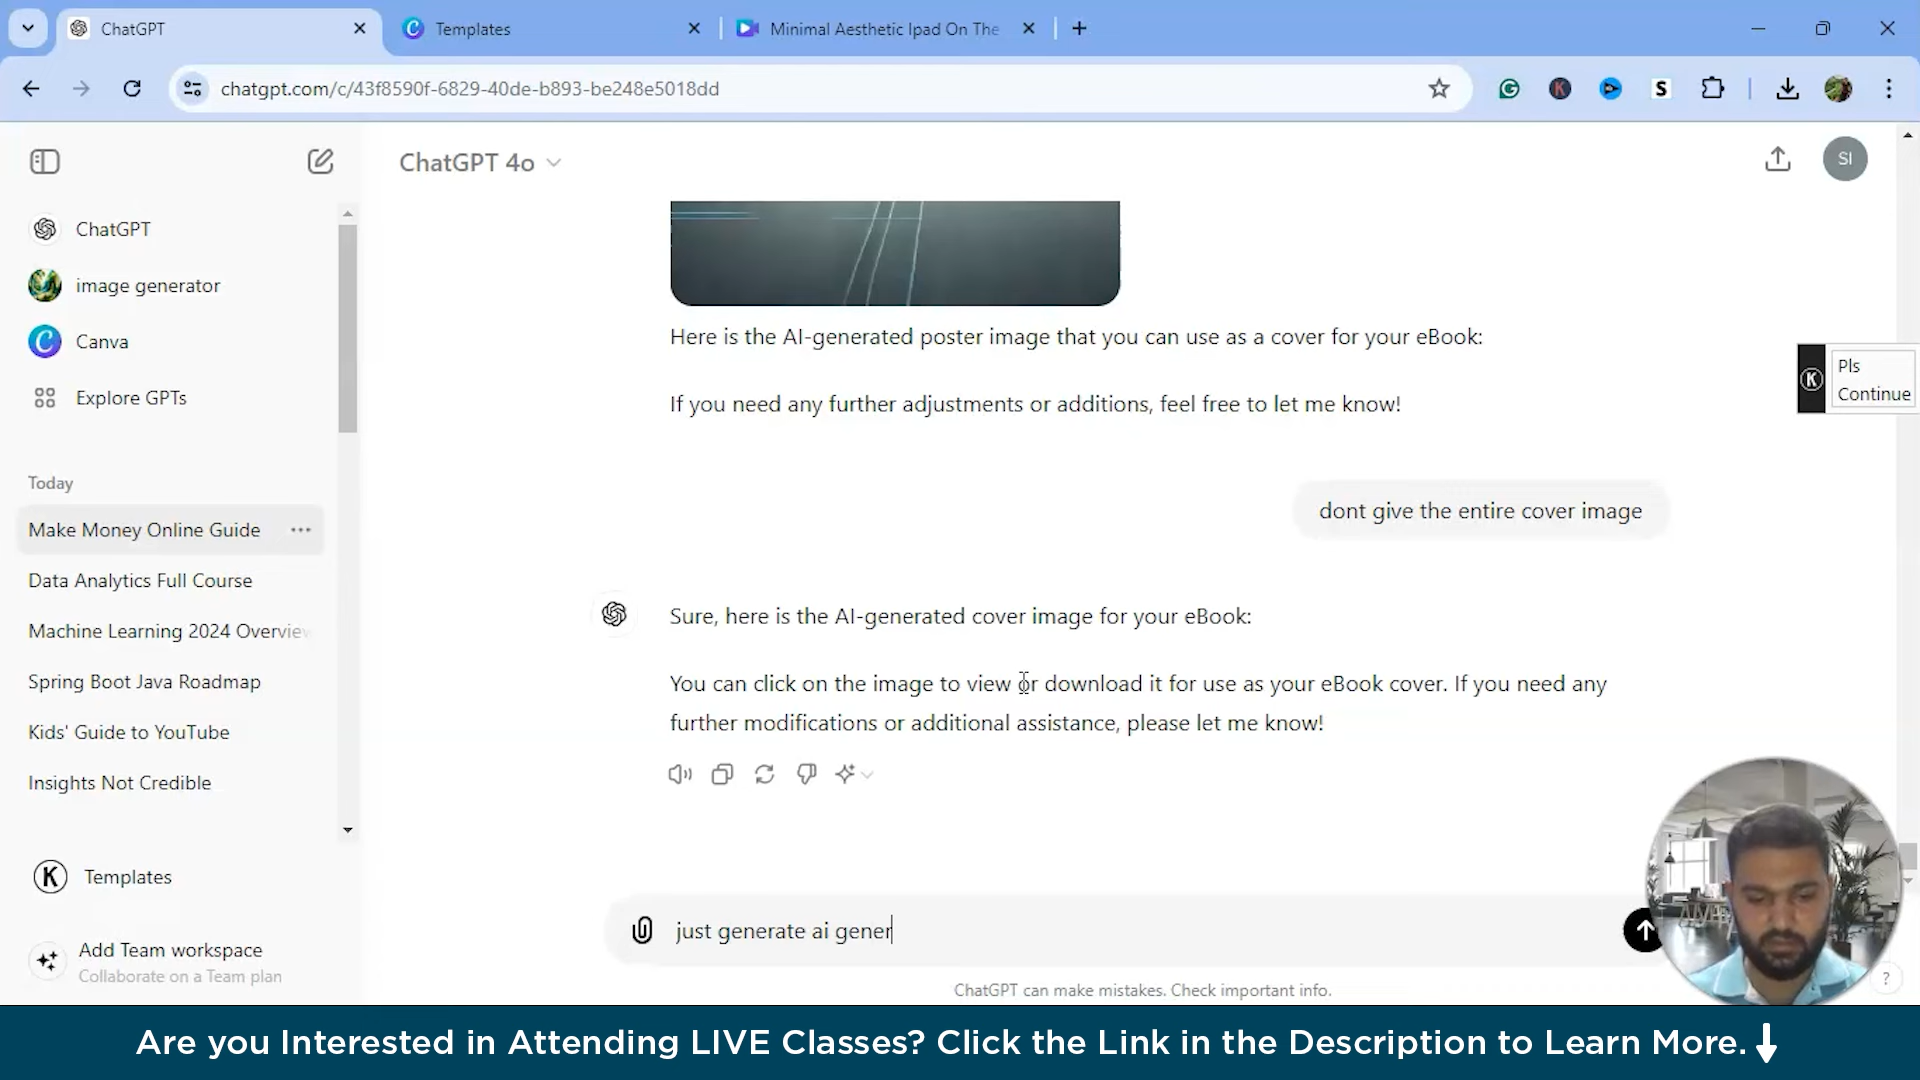 ChatGPT
Templates
Minimal Aesthetic Ipad On The
chatgpt.com/c/43f8590f-6829-40de-b893-be248e5018dd
ChatGPT 4o
SI
ChatGPT
image generator
Canva
Explore GPTs
Here is the AI-generated poster image that you can use as a cover for your eBook:
If you need any further adjustments or additions, feel free to let me know!
Pls
Continue
Today
Make Money Online Guide
Data Analytics Full Course
Machine Learning 2024 Overview
Spring Boot Java Roadmap
Kids' Guide to YouTube
Insights Not Credible
dont give the entire cover image
Sure, here is the AI-generated cover image for your eBook:
You can click on the image to view or download it for use as your eBook cover. If you need any
further modifications or additional assistance, please let me know!
Templates
Add Team workspace
Collaborate on a Team plan
just generate ai gener
ChatGPT can make mistakes. Check important info.
?
Are you Interested in Attending LIVE Classes? Click the Link in the Description to Learn More.